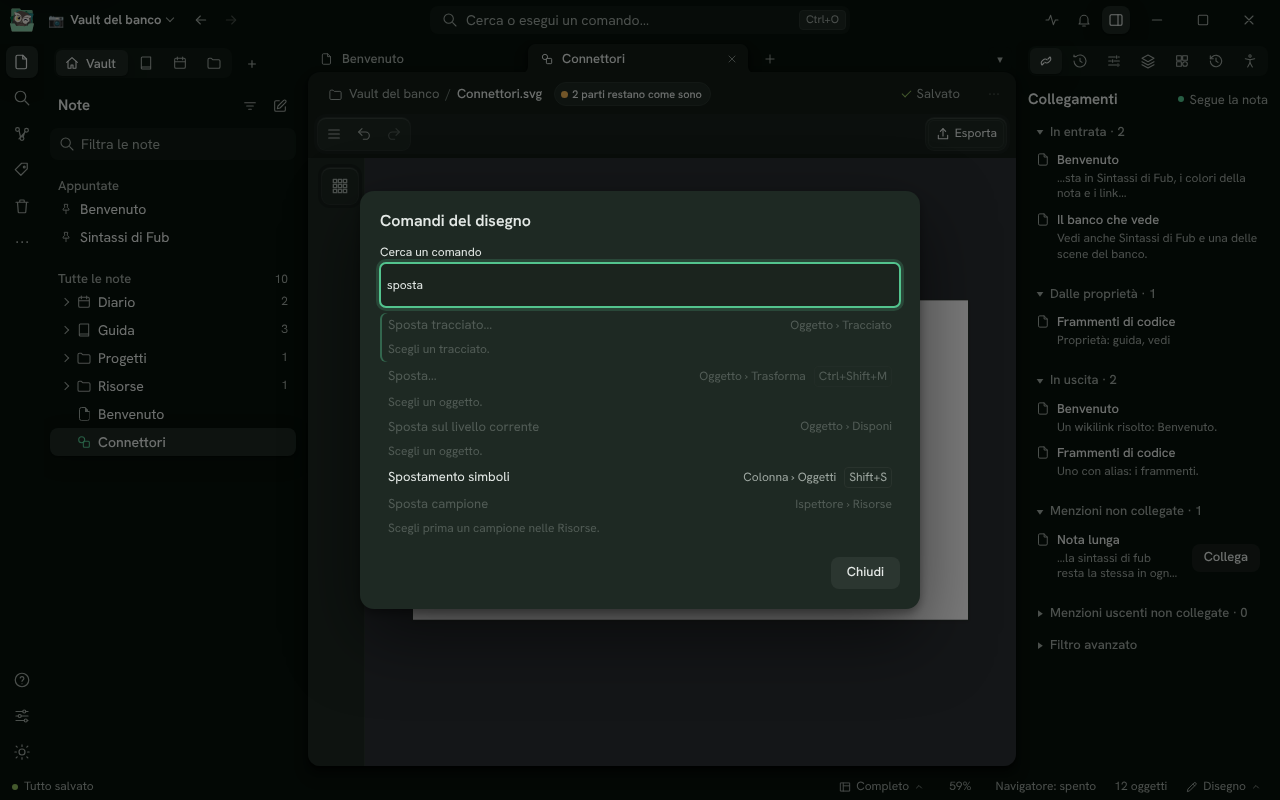 Vault del banco
Cerca o esegui un comando...
Ctrl+O
Vault
Benvenuto
Connettori
Note
Vault del banco / Connettori.svg
2 parti restano come sono
Salvato
Collegamenti
Segue la nota
Filtra le note
Esporta
Appuntate
Benvenuto
Sintassi di Fub
Tutte le note 10
Diario 2
Guida 3
Progetti 1
Risorse 1
Benvenuto
Connettori
Comandi del disegno
Cerca un comando
sposta
Sposta tracciato... Oggetto › Tracciato
Scegli un tracciato.
Sposta... Oggetto › Trasforma Ctrl+Shift+M
Scegli un oggetto.
Sposta sul livello corrente Oggetto › Disponi
Scegli un oggetto.
Spostamento simboli Colonna › Oggetti Shift+S
Sposta campione Ispettore › Risorse
Scegli prima un campione nelle Risorse.
Chiudi
In entrata · 2
Benvenuto
...sta in Sintassi di Fub, i colori della
nota e i link...
Il banco che vede
Vedi anche Sintassi di Fub e una delle
scene del banco.
Dalle proprietà · 1
Frammenti di codice
Proprietà: guida, vedi
In uscita · 2
Benvenuto
Un wikilink risolto: Benvenuto.
Frammenti di codice
Uno con alias: i frammenti.
Menzioni non collegate · 1
Nota lunga
...la sintassi di fub
resta la stessa in ogn...
Collega
Menzioni uscenti non collegate · 0
Filtro avanzato
Tutto salvato
Completo
59%
Navigatore: spento
12 oggetti
Disegno